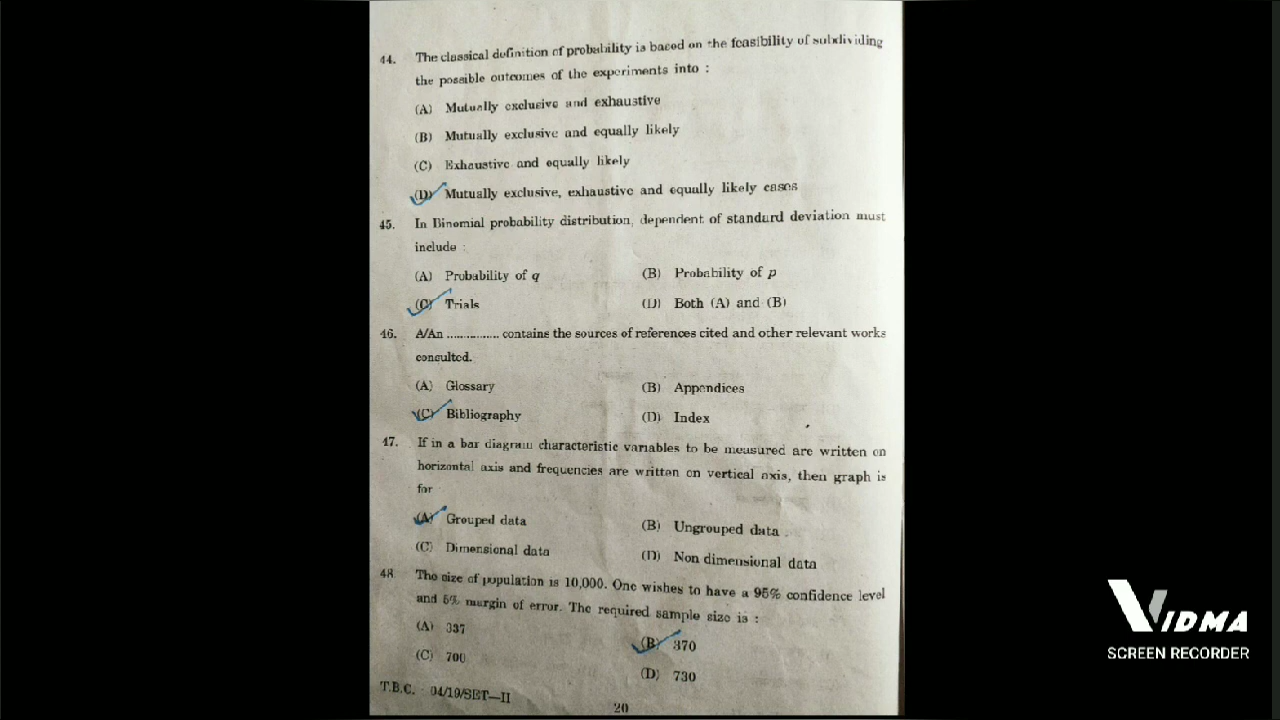 44. The classical definition of probability is based on the feasibility of subdividing
the possible outcomes of the experiments into :
(A) Mutually exclusive and exhaustive
(B) Mutually exclusive and equally likely
(C) Exhaustive and equally likely
(D) Mutually exclusive, exhaustive and equally likely cases
45. In Binomial probability distribution, dependent of standard deviation must
include :
(A) Probability of q (B) Probability of p
(C) Trials (D) Both (A) and (B)
46. A/An ............... contains the sources of references cited and other relevant works
consulted.
(A) Glossary (B) Appendices
(C) Bibliography (D) Index
47. If in a bar diagram characteristic variables to be measured are written on
horizontal axis and frequencies are written on vertical axis, then graph is
for
(A) Grouped data (B) Ungrouped data
(C) Dimensional data (D) Non dimensional data
48. The size of population is 10,000. One wishes to have a 95% confidence level
and 5% margin of error. The required sample size is :
(A) 337 (B) 370
(C) 700 (D) 730
T.B.C. : 04/19/SET—II
20
VIDMA
SCREEN RECORDER